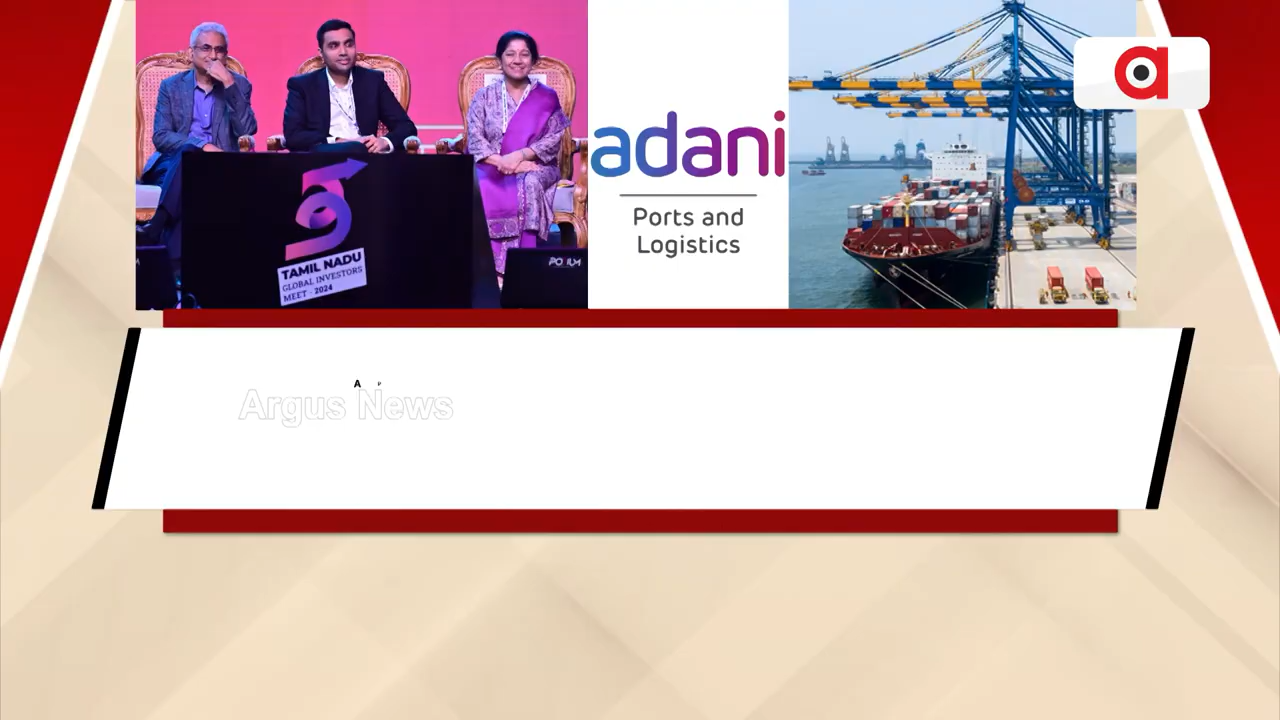 adani
Ports and
Logistics
TAMIL NADU
GLOBAL INVESTORS
MEET - 2024
A P
Argus News